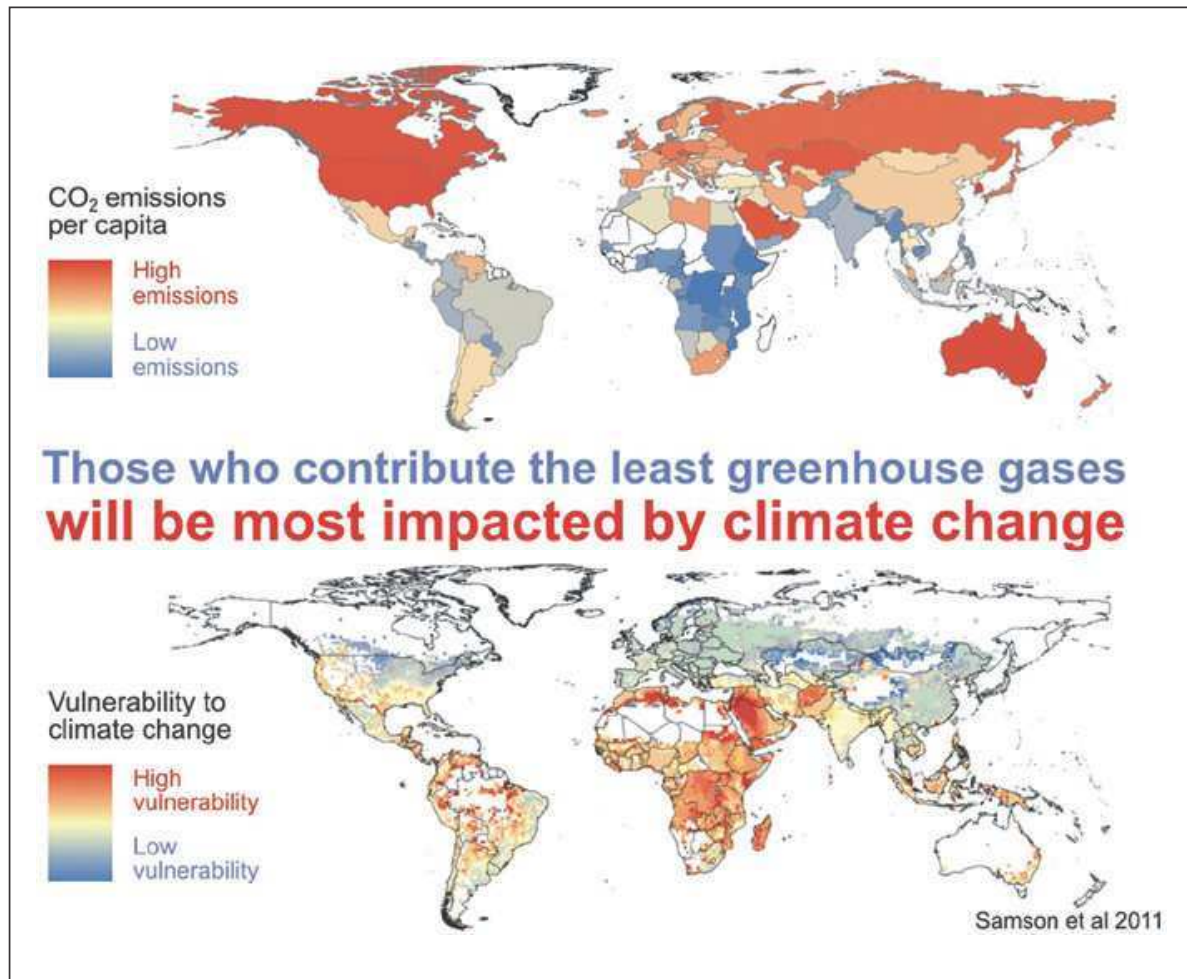 CO₂ emissions
per capita
High
emissions
Low
emissions
Those who contribute the least greenhouse gases
will be most impacted by climate change
Vulnerability to
climate change
High
vulnerability
Low
vulnerability
Samson et al 2011